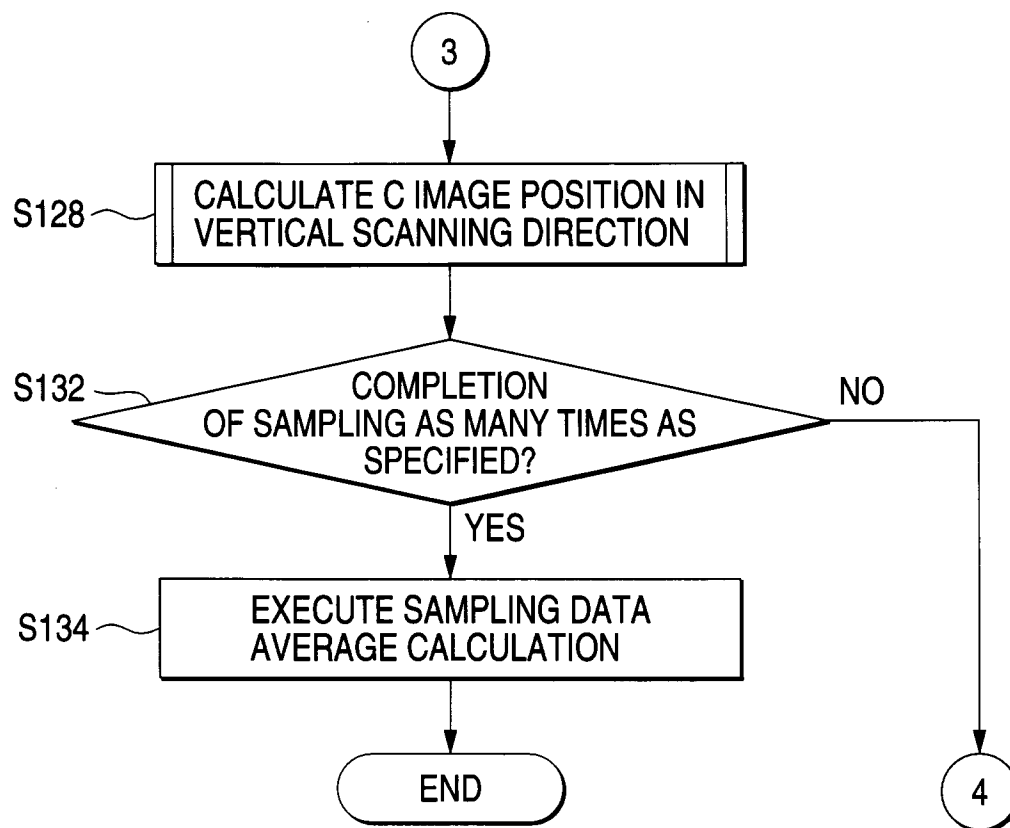 3
S128
CALCULATE C IMAGE POSITION IN
VERTICAL SCANNING DIRECTION
S132
COMPLETION
OF SAMPLING AS MANY TIMES AS
SPECIFIED?
NO
YES
S134
EXECUTE SAMPLING DATA
AVERAGE CALCULATION
END
4